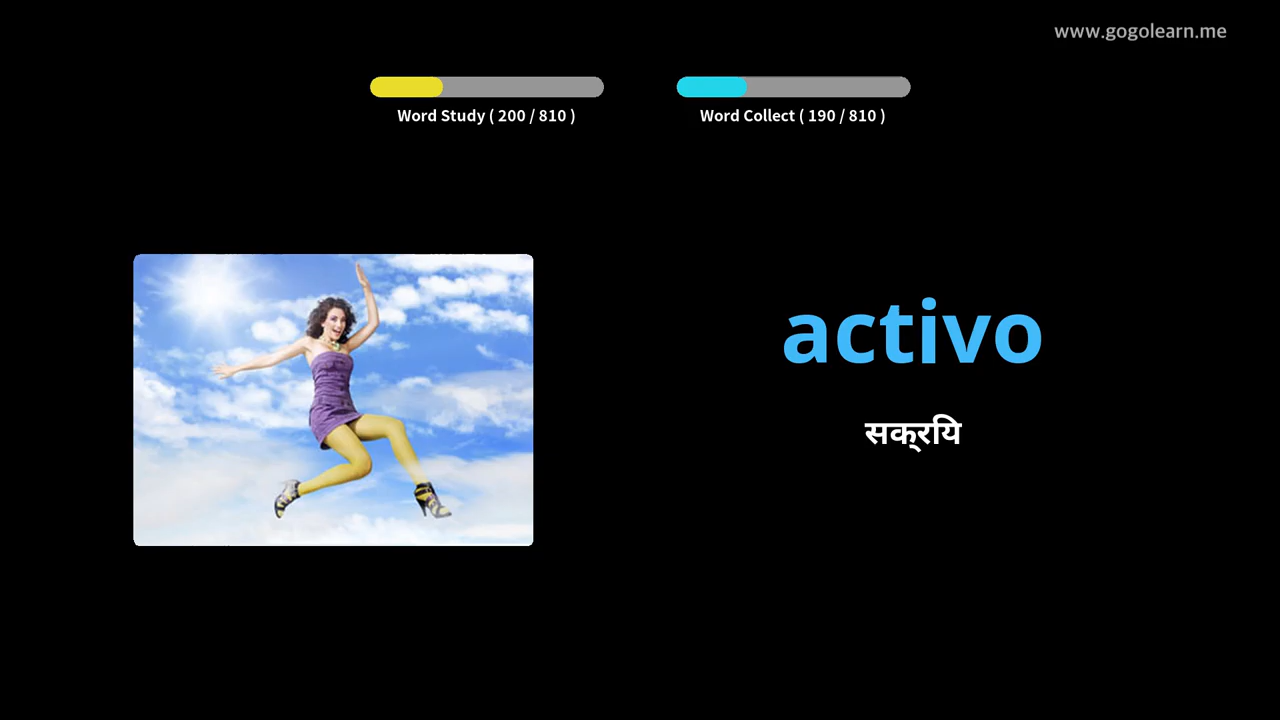 www.gogolearn.me
Word Study ( 200 / 810 )
Word Collect ( 190 / 810 )
activo
सक्रयि